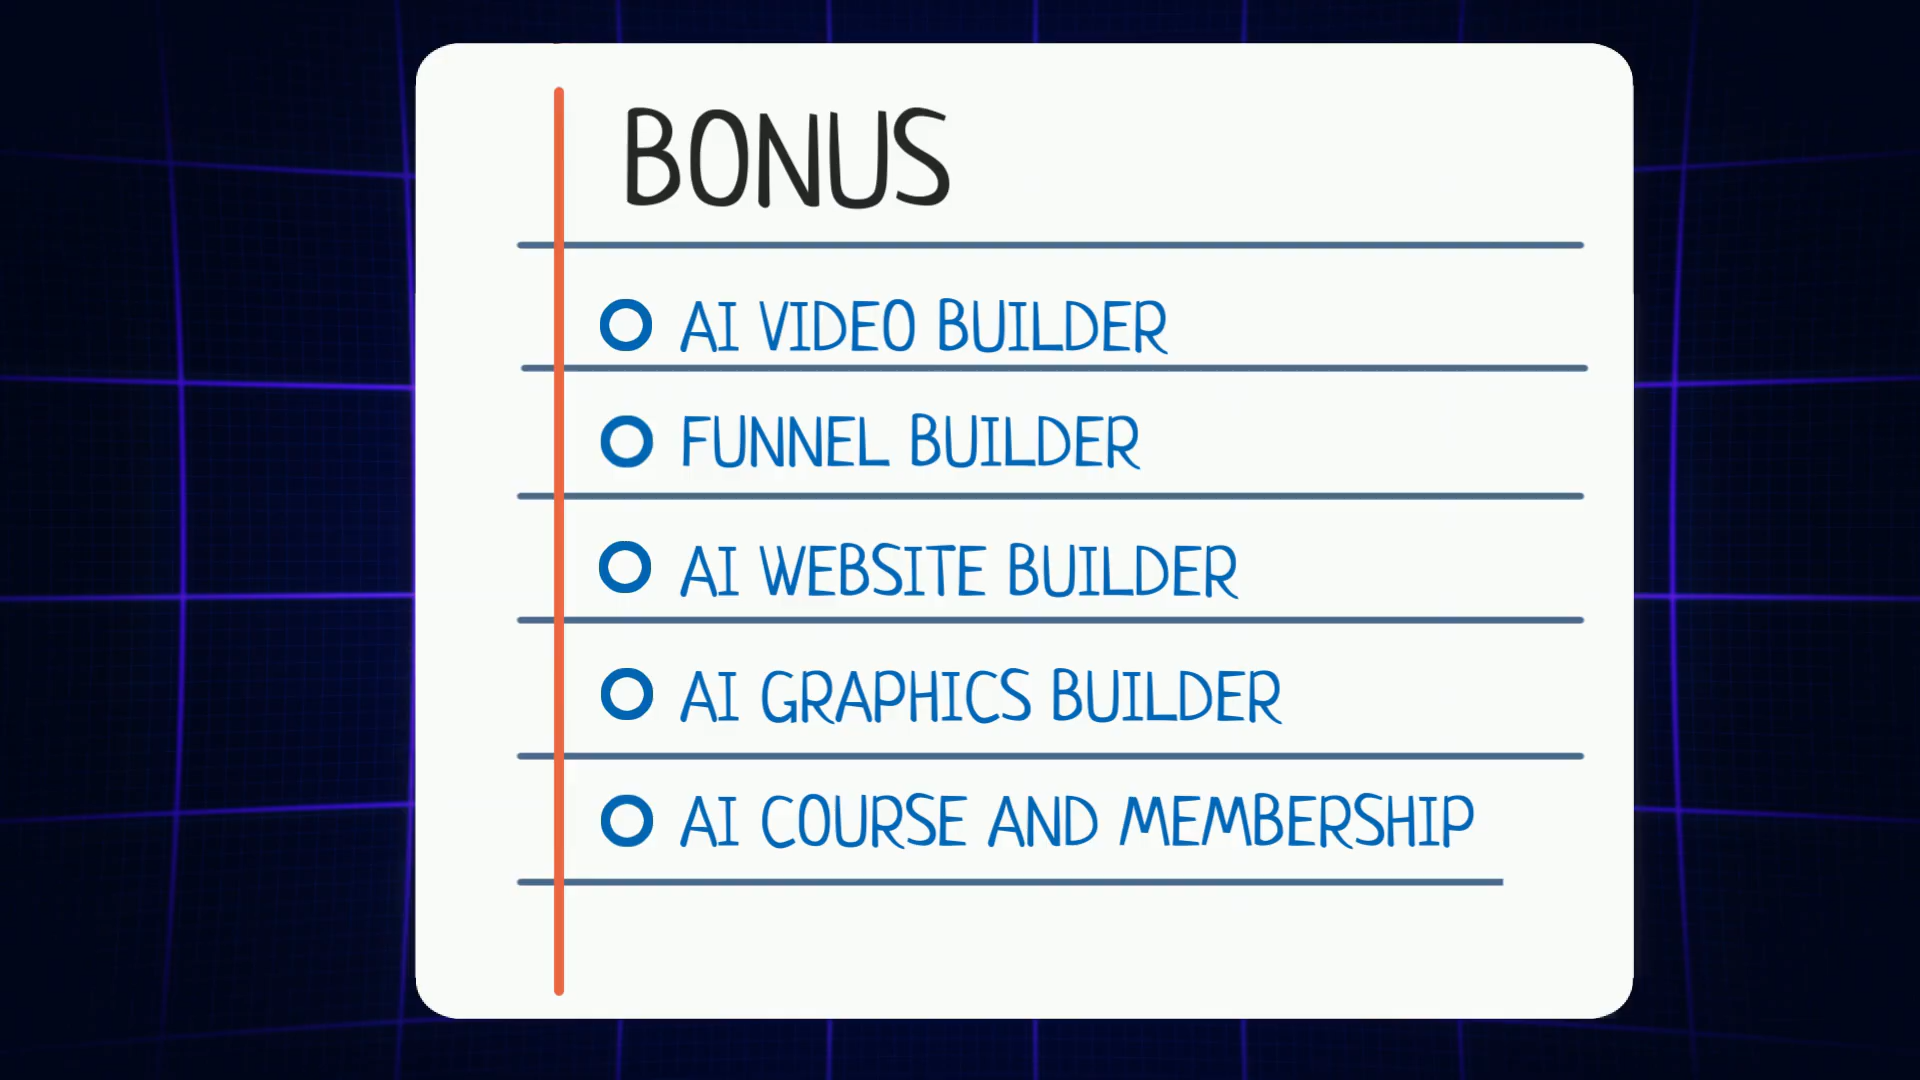 BONUS
AI VIDEO BUILDER
FUNNEL BUILDER
AI WEBSITE BUILDER
AI GRAPHICS BUILDER
AI COURSE AND MEMBERSHIP